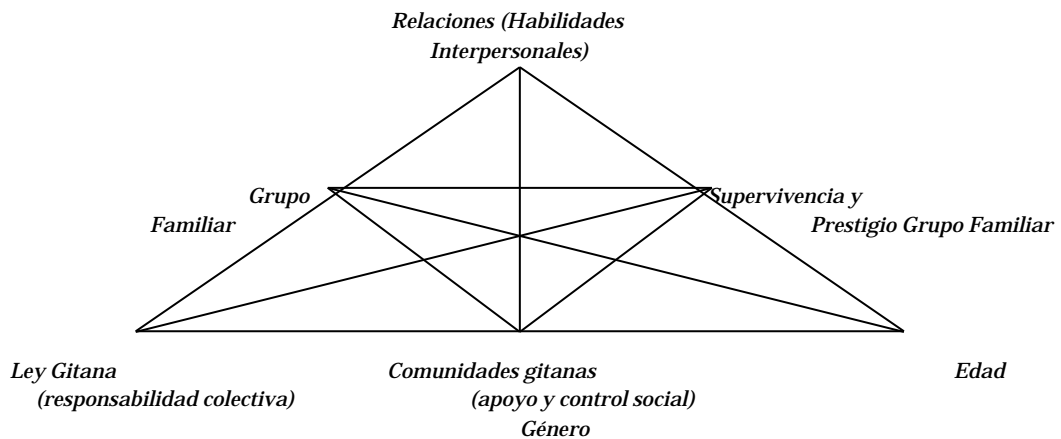 Relaciones (Habilidades
Interpersonales)
Grupo
Familiar
Supervivencia y
Prestigio Grupo Familiar
Ley Gitana
(responsabilidad colectiva)
Comunidades gitanas
(apoyo y control social)
Género
Edad